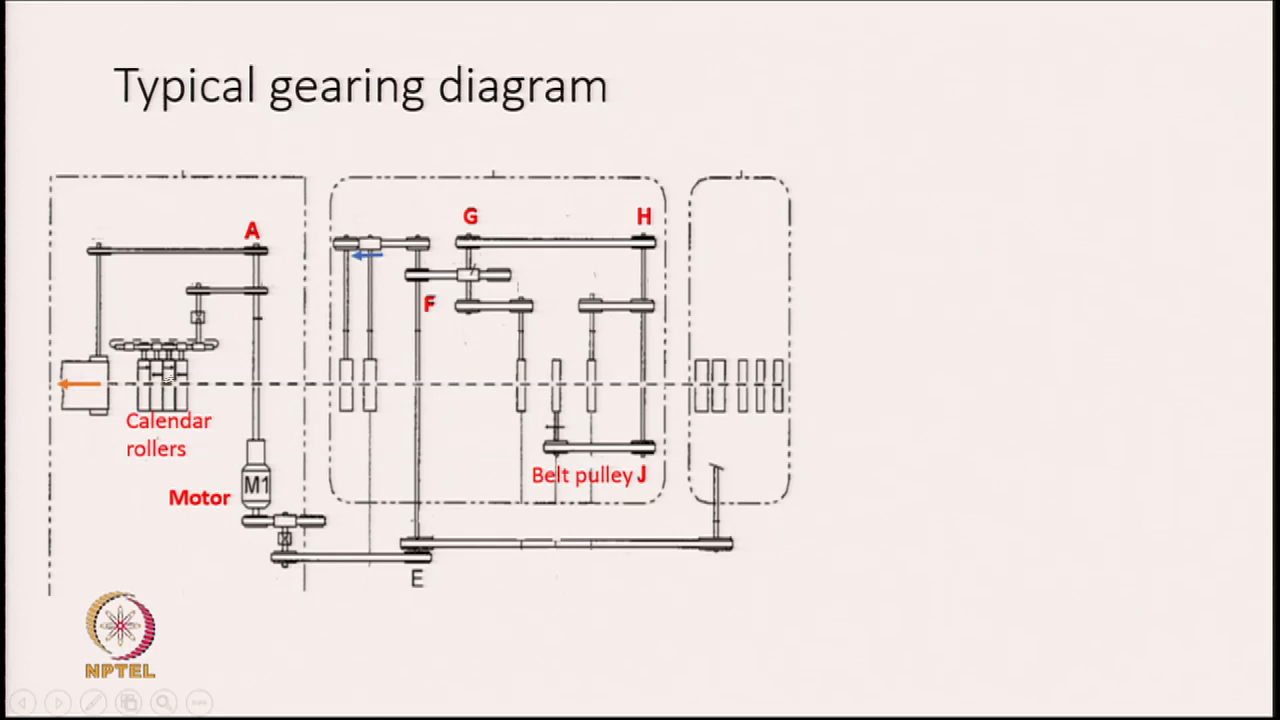 Typical gearing diagram
A
G
H
F
Calendar
rollers
M1
Motor
Belt pulley J
E
NPTEL